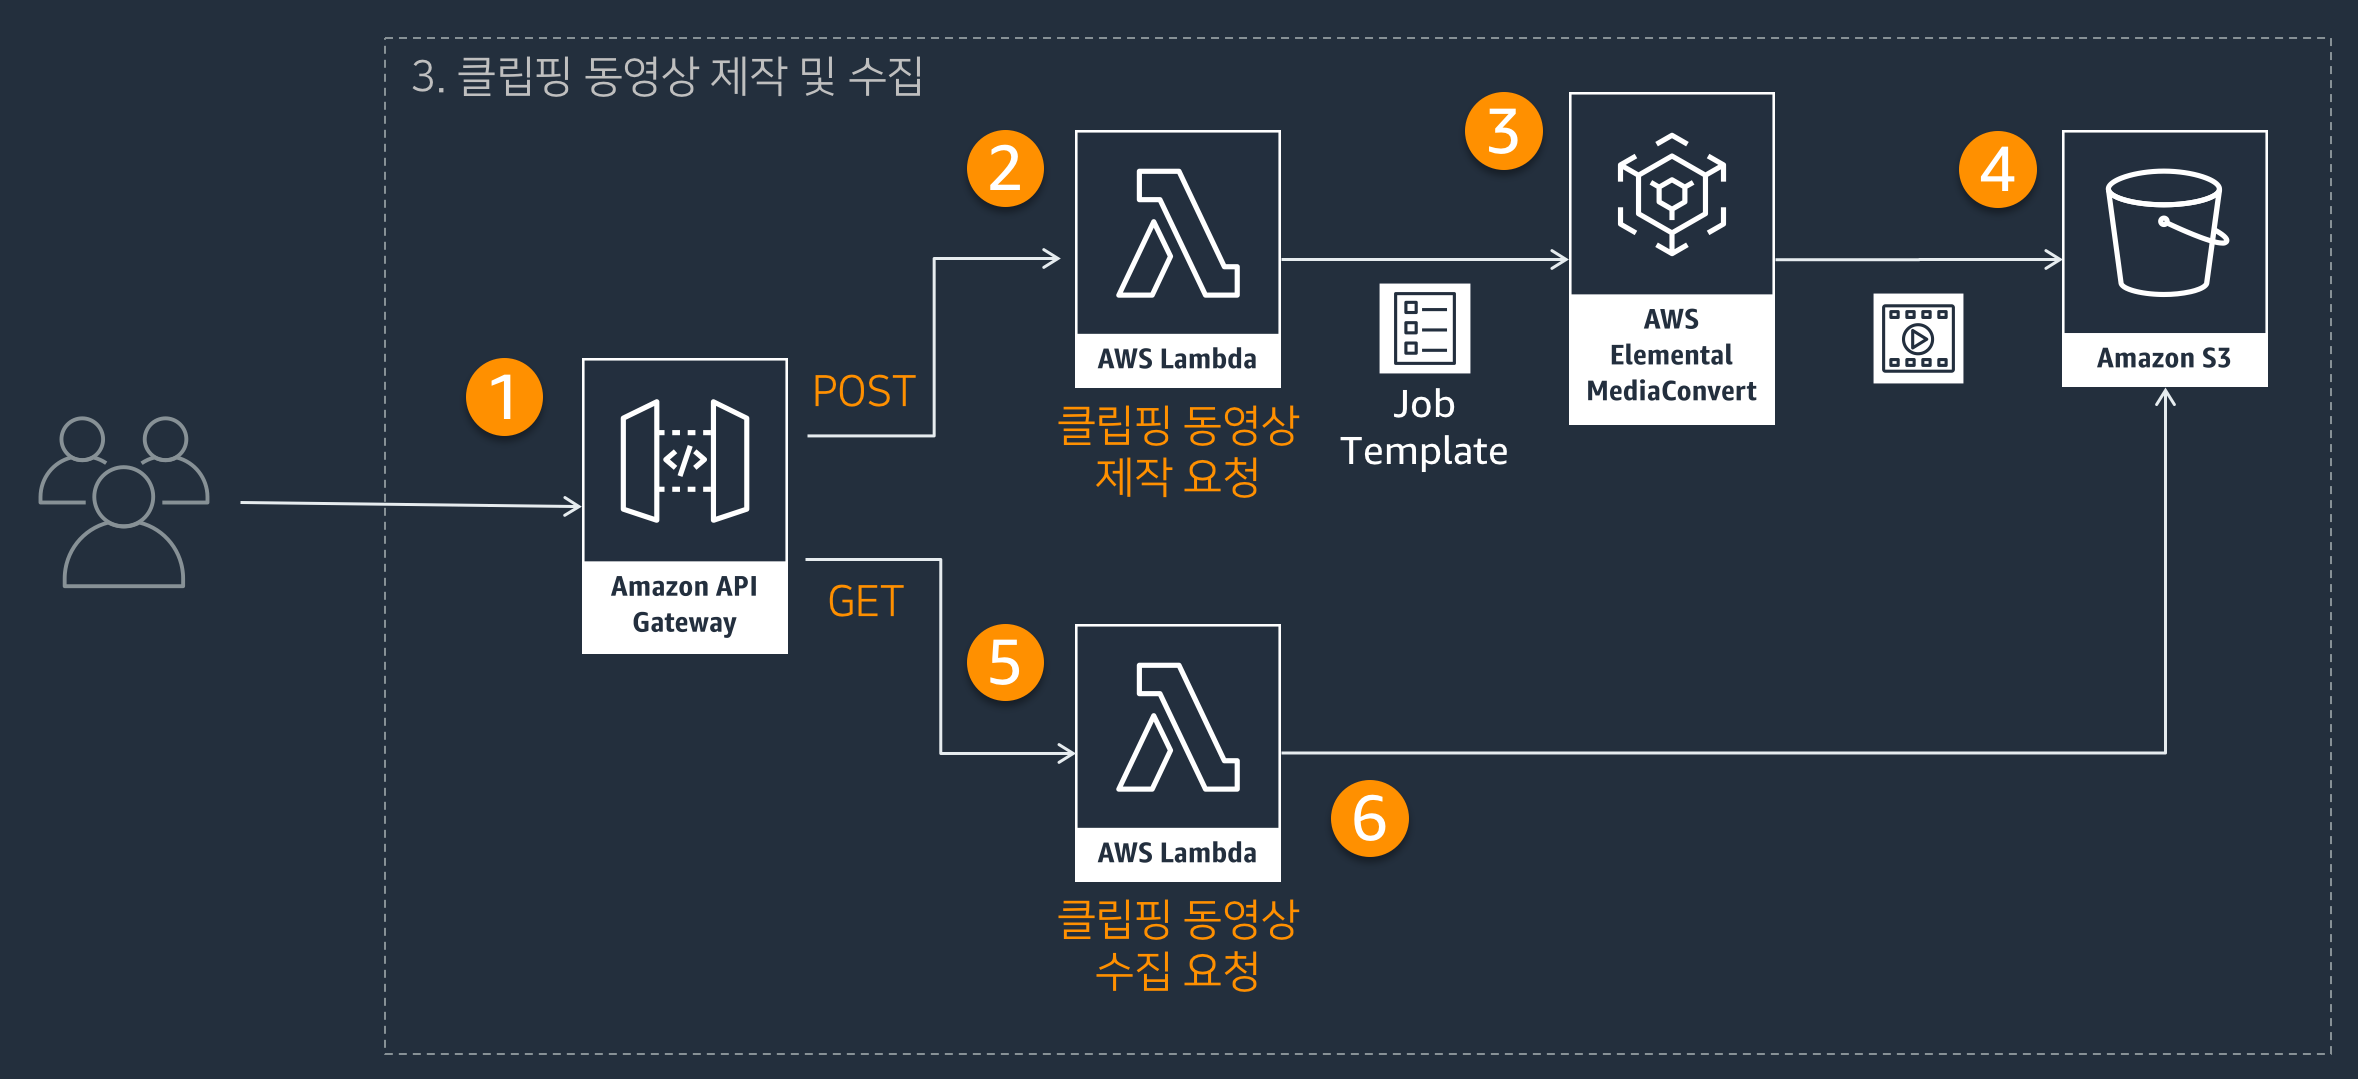 3. 클립핑 동영상 제작 및 수집
1
Amazon API
Gateway
POST
GET
2
AWS Lambda
클립핑 동영상
제작 요청
Job
Template
3
AWS
Elemental
MediaConvert
4
Amazon S3
5
AWS Lambda
클립핑 동영상
수집 요청
6